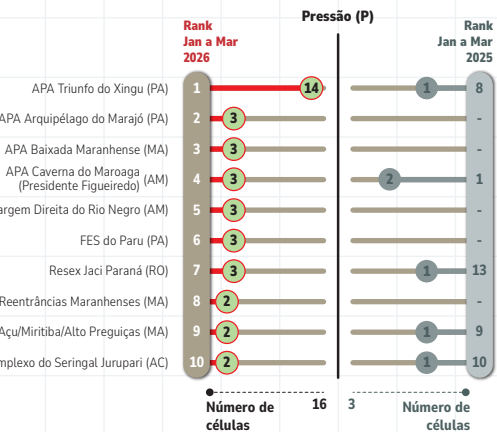 Pressão (P)
Rank
Jan a Mar
2026
Rank
Jan a Mar
2025
APA Triunfo do Xingu (PA) 1 14 1 8
APA Arquipélago do Marajó (PA) 2 3 -
APA Baixada Maranhense (MA) 3 3 -
APA Caverna do Maroaga
(Presidente Figueiredo) (AM) 4 3 2 1
argem Direita do Rio Negro (AM) 5 3 -
FES do Paru (PA) 6 3 -
Resex Jaci Paraná (RO) 7 3 1 13
Reentrâncias Maranhenses (MA) 8 2 -
Açu/Miritiba/Alto Preguiças (MA) 9 2 1 9
mplexo do Seringal Jurupari (AC) 10 2 1 10
Número de
células
16 3
Número de
células